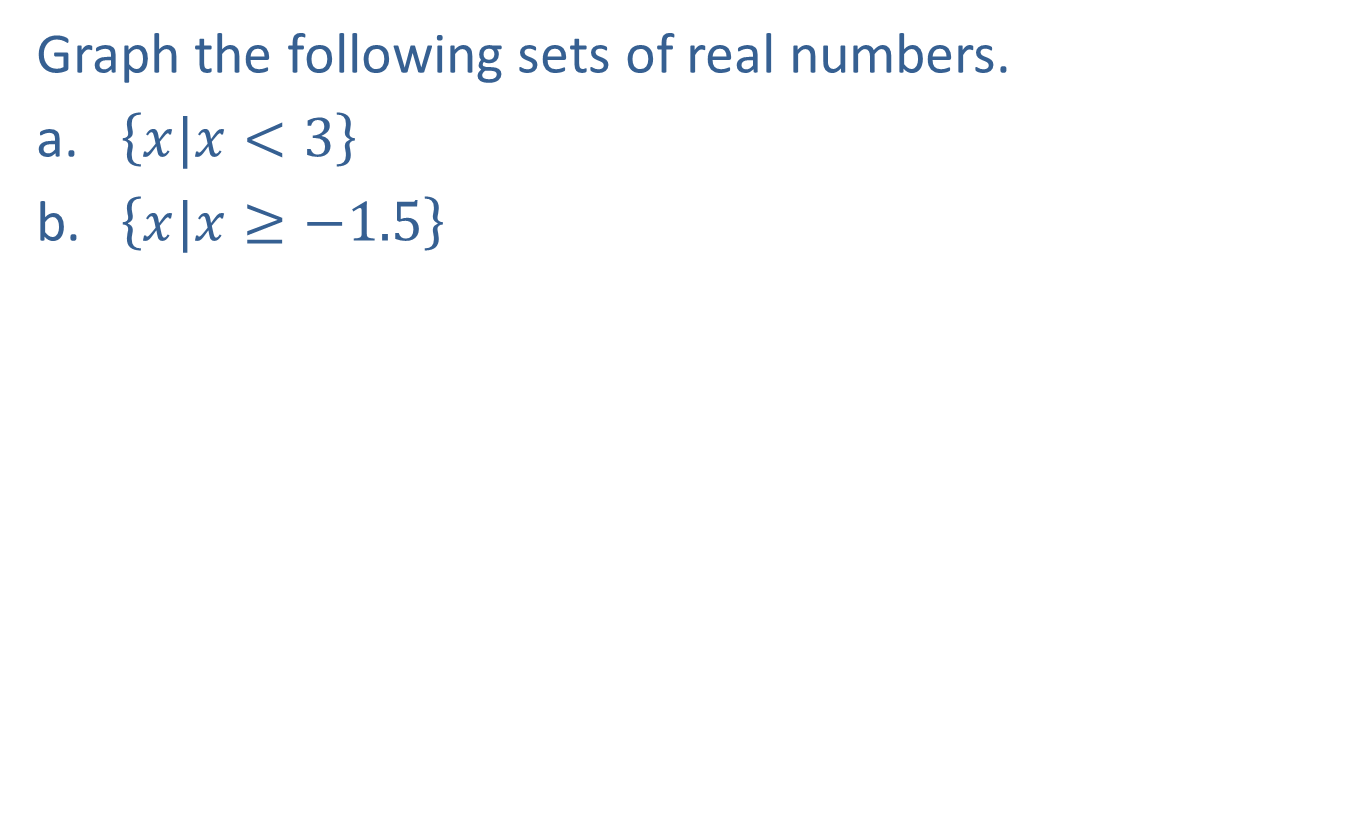 Graph the following sets of real numbers.
a. {𝑥|𝑥 < 3}
b. {𝑥|𝑥 ≥ −1.5}